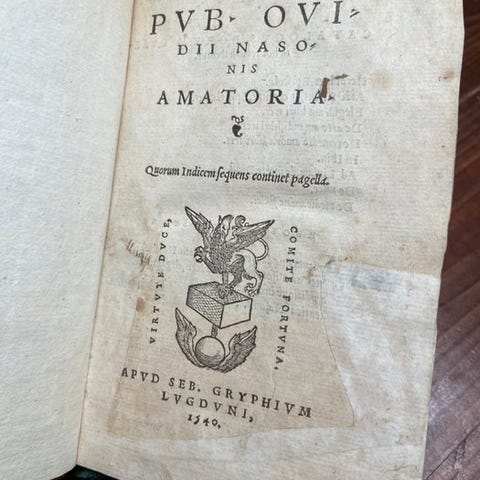 PVB· OVI-
DII NASO-
NIS
AMATORIA·
Quorum Indicem sequens continet pagella.
VIRTVTE DVCE,
COMITE FORTVNA,
APVD SEB. GRYPHIVM
LVGDVNI,
1540.